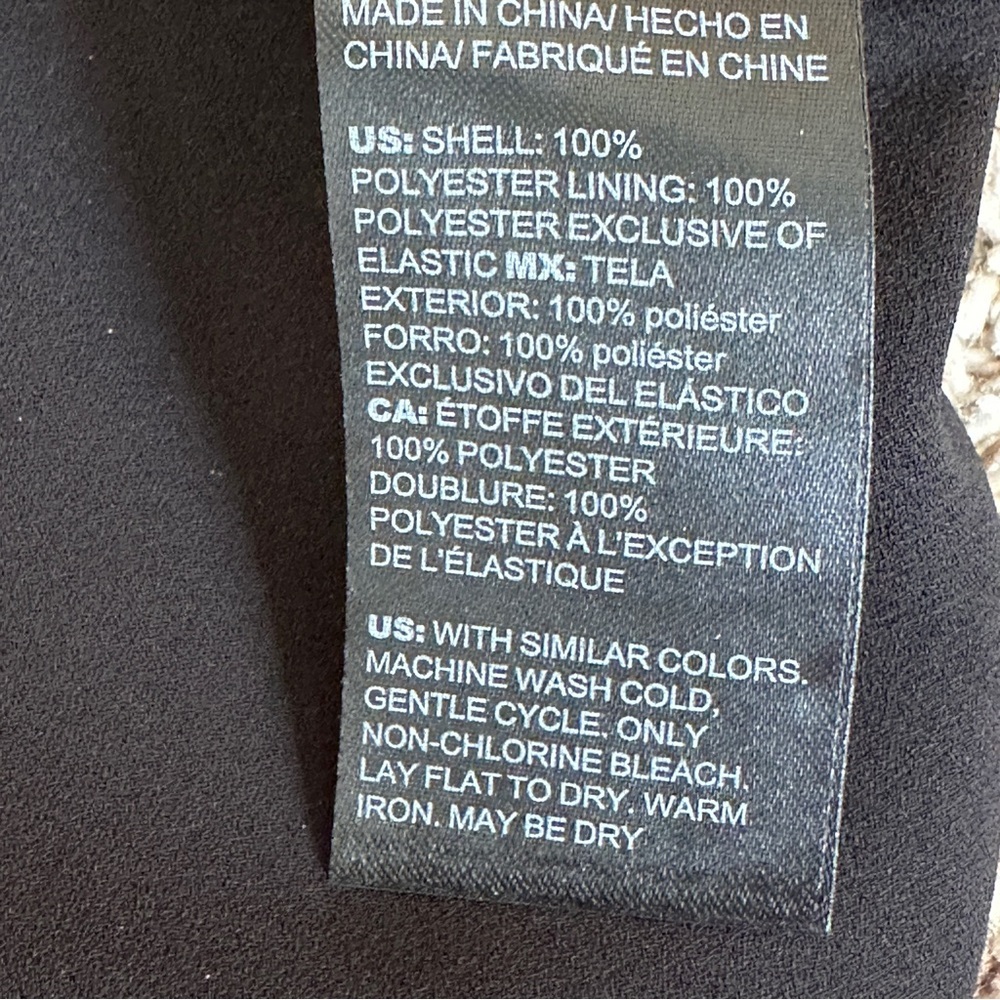 MADE IN CHINA/ HECHO EN
CHINA/ FABRIQUÉ EN CHINE
US: SHELL: 100%
POLYESTER LINING: 100%
POLYESTER EXCLUSIVE OF
ELASTIC MX: TELA
EXTERIOR: 100% poliéster
FORRO: 100% poliéster
EXCLUSIVO DEL ELÁSTICO
CA: ÉTOFFE EXTÉRIEURE:
100% POLYESTER
DOUBLURE: 100%
POLYESTER À L'EXCEPTION
DE L'ÉLASTIQUE
US: WITH SIMILAR COLORS.
MACHINE WASH COLD,
GENTLE CYCLE. ONLY
NON-CHLORINE BLEACH.
LAY FLAT TO DRY. WARM
IRON. MAY BE DRY